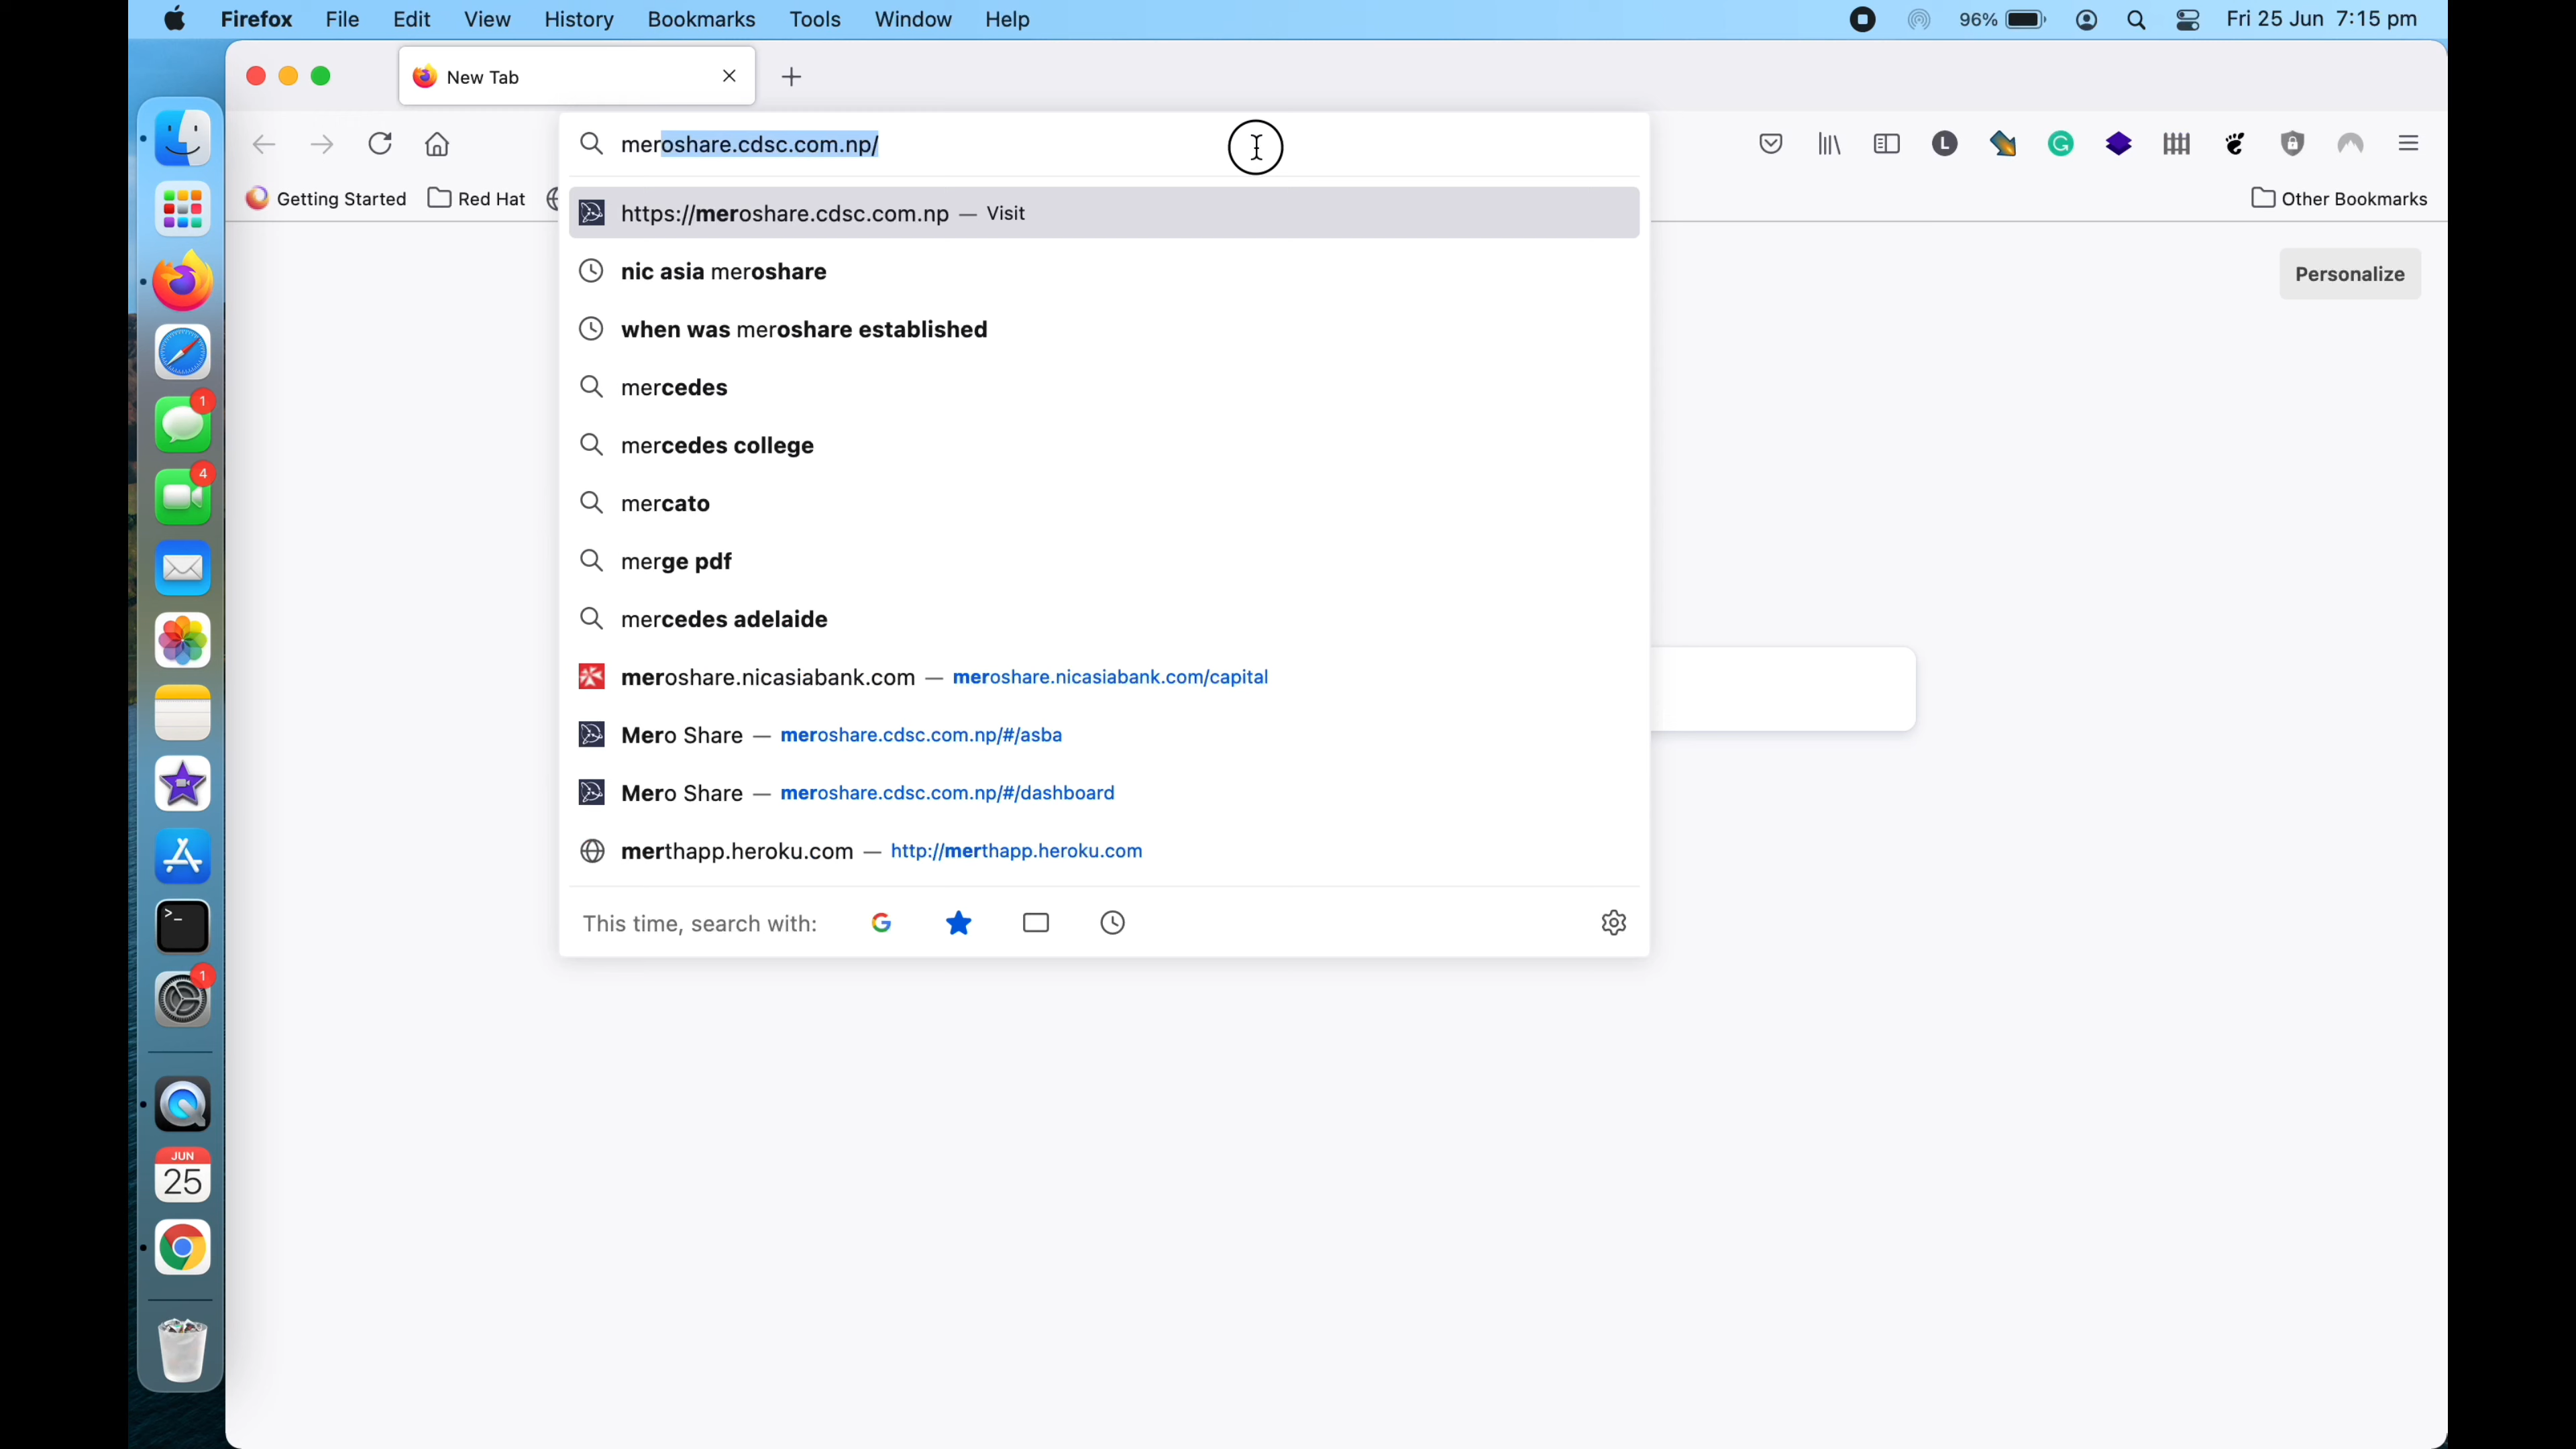 Firefox File Edit View History Bookmarks Tools Window Help 96% Fri 25 Jun 7:15 pm
New Tab
meroshare.cdsc.com.np/
Getting Started Red Hat Other Bookmarks
https://meroshare.cdsc.com.np — Visit
Personalize
nic asia meroshare
when was meroshare established
mercedes
1
mercedes college
4
mercato
merge pdf
mercedes adelaide
meroshare.nicasiabank.com — meroshare.nicasiabank.com/capital
Mero Share — meroshare.cdsc.com.np/#/asba
Mero Share — meroshare.cdsc.com.np/#/dashboard
merthapp.heroku.com — http://merthapp.heroku.com
This time, search with:
1
JUN
25